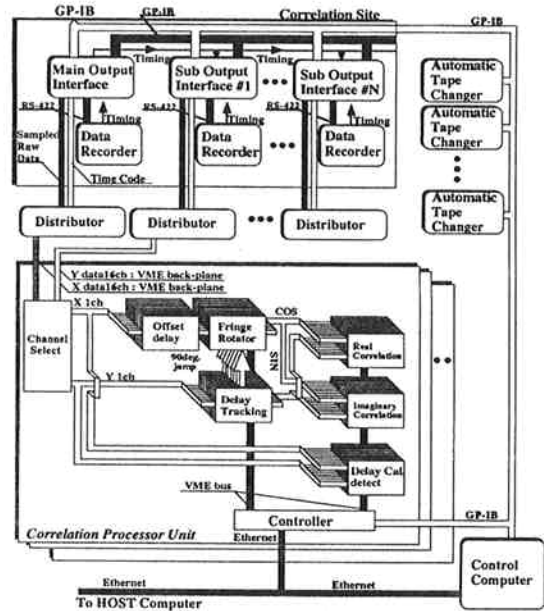 GP-IB
GP-IB
Correlation Site
GP-IB
Timing
Timing
Main Output
Interface
Sub Output
Interface #1
Sub Output
Interface #N
Automatic
Tape
Changer
RS-422
RS-422
RS-422
Timing
Timing
Timing
Automatic
Tape
Changer
Sampled
Raw
Data
Data
Recorder
Data
Recorder
Data
Recorder
Time Code
Automatic
Tape
Changer
Distributor
Distributor
Distributor
Y data16ch : VME back-plane
X data16ch : VME back-plane
X 1ch
COS
Channel
Select
Offset
delay
Fringe
Rotator
Real
Correlation
SIN
90deg.
jump
Y 1ch
Delay
Tracking
Imaginary
Correlation
Delay Cal.
detect
VME bus
Controller
GP-IB
Correlation Processor Unit
Ethernet
Control
Computer
Ethernet
Ethernet
To HOST Computer